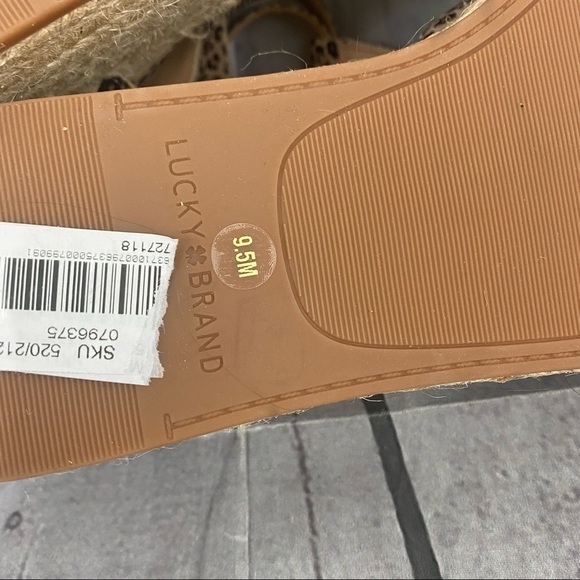 LUCKY BRAND
9.5M
SKU 520/212
0796375
727118